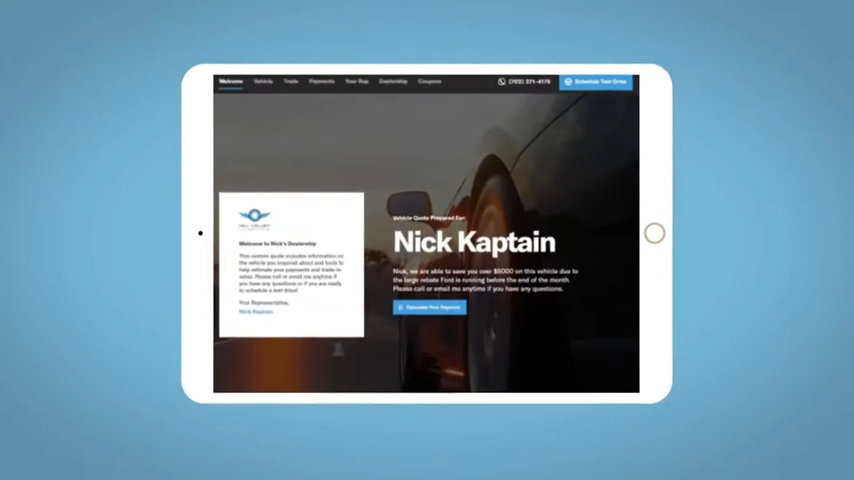 Welcome Vehicle Trade Payments Your Rep Dealership Coupons (702) 371-4178 Schedule Test Drive
Welcome to Nick's Dealership
This custom quote includes information on
the vehicle you inquired about and tools to
help estimate your payments and trade-in
value. Please call or email me anytime if
you have any questions or if you are ready
to schedule a test drive!
Your Representative,
Nick Kaptain
Vehicle Quote Prepared For:
Nick Kaptain
Nick, we are able to save you over $5000 on this vehicle due to
the large rebate Ford is running before the end of the month.
Please call or email me anytime if you have any questions.
Calculate Your Payment